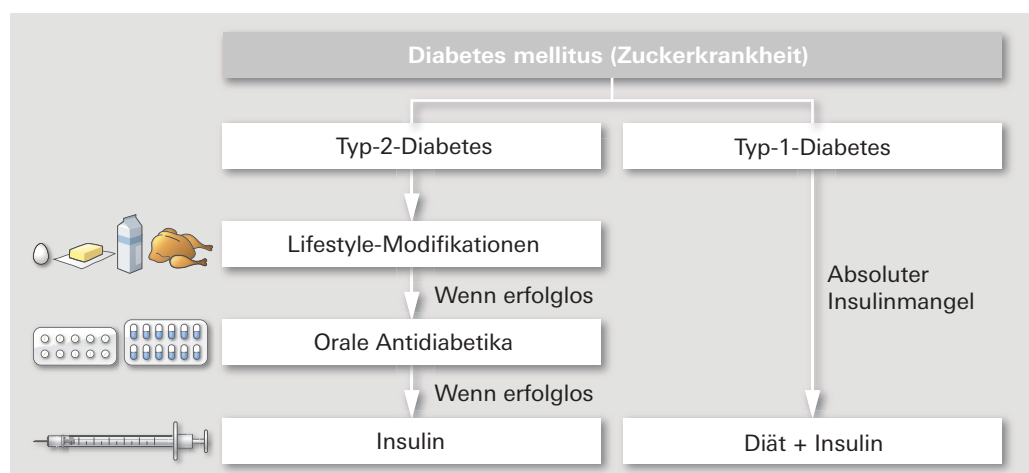 Diabetes mellitus (Zuckerkrankheit)
Typ-2-Diabetes
Typ-1-Diabetes
Lifestyle-Modifikationen
Wenn erfolglos
Absoluter
Insulinmangel
Orale Antidiabetika
Wenn erfolglos
Insulin
Diät + Insulin